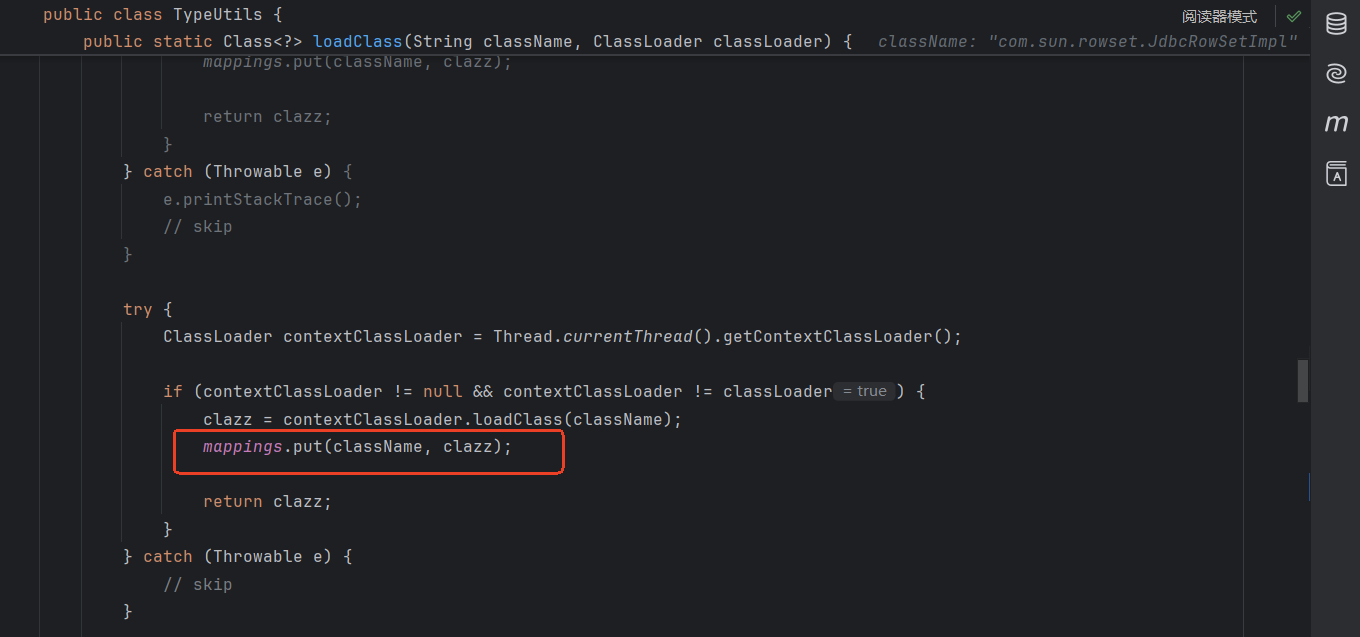 public class TypeUtils {
阅读器模式
public static Class<?> loadClass(String className, ClassLoader classLoader) {   className: "com.sun.rowset.JdbcRowSetImpl"
mappings.put(className, clazz);
return clazz;
}
} catch (Throwable e) {
e.printStackTrace();
// skip
}
try {
ClassLoader contextClassLoader = Thread.currentThread().getContextClassLoader();
if (contextClassLoader != null && contextClassLoader != classLoader = true ) {
clazz = contextClassLoader.loadClass(className);
mappings.put(className, clazz);
return clazz;
}
} catch (Throwable e) {
// skip
}
m
A